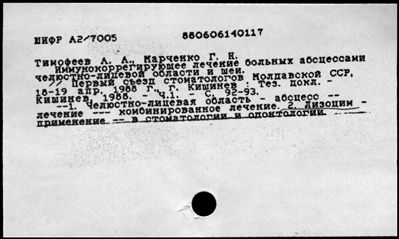 ШИФР А2/7005 880606140117
Тимофеев А. А., Марченко Г. Н.
Иммунокоррегирующее лечение больных абсцессами
челюстно-лицевой области и шеи.
Первый съезд стоматологов Молдавской ССР,
18-19 апр. 1988 г., г. Кишинев - Тез. докл. -
Кишинев, 1988. - Ч.1. - С. 92-93.
--1. Челюстно-лицевая область - абсцесс --
лечение --- комбинированное лечение. 2. Лизоцим -
применение -- в стоматологии и одонтологии